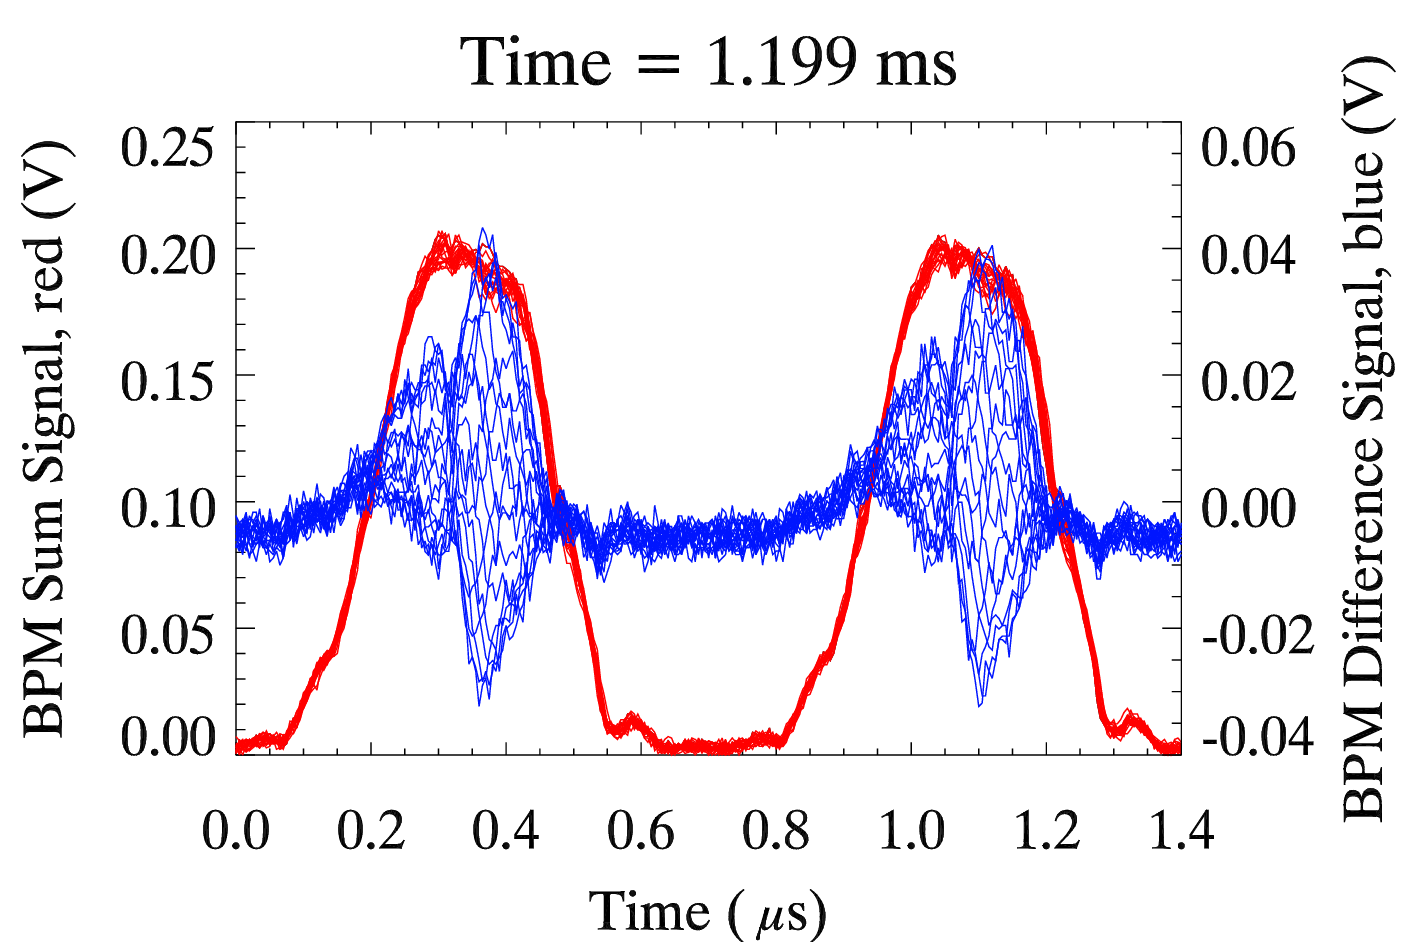 Time = 1.199 ms
BPM Sum Signal, red (V)
0.25
0.20
0.15
0.10
0.05
0.00
0.06
0.04
0.02
0.00
-0.02
-0.04
BPM Difference Signal, blue (V)
0.0 0.2 0.4 0.6 0.8 1.0 1.2 1.4
Time ( μs)